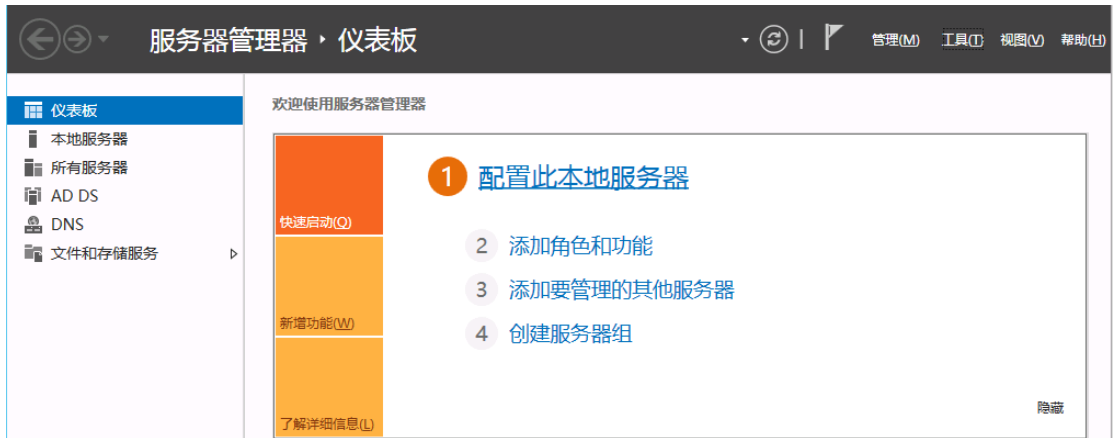 服务器管理器 · 仪表板
管理(M) 工具(T) 视图(V) 帮助(H)
仪表板
本地服务器
所有服务器
AD DS
DNS
文件和存储服务
欢迎使用服务器管理器
快速启动(Q)
新增功能(W)
了解详细信息(L)
1 配置此本地服务器
2 添加角色和功能
3 添加要管理的其他服务器
4 创建服务器组
隐藏